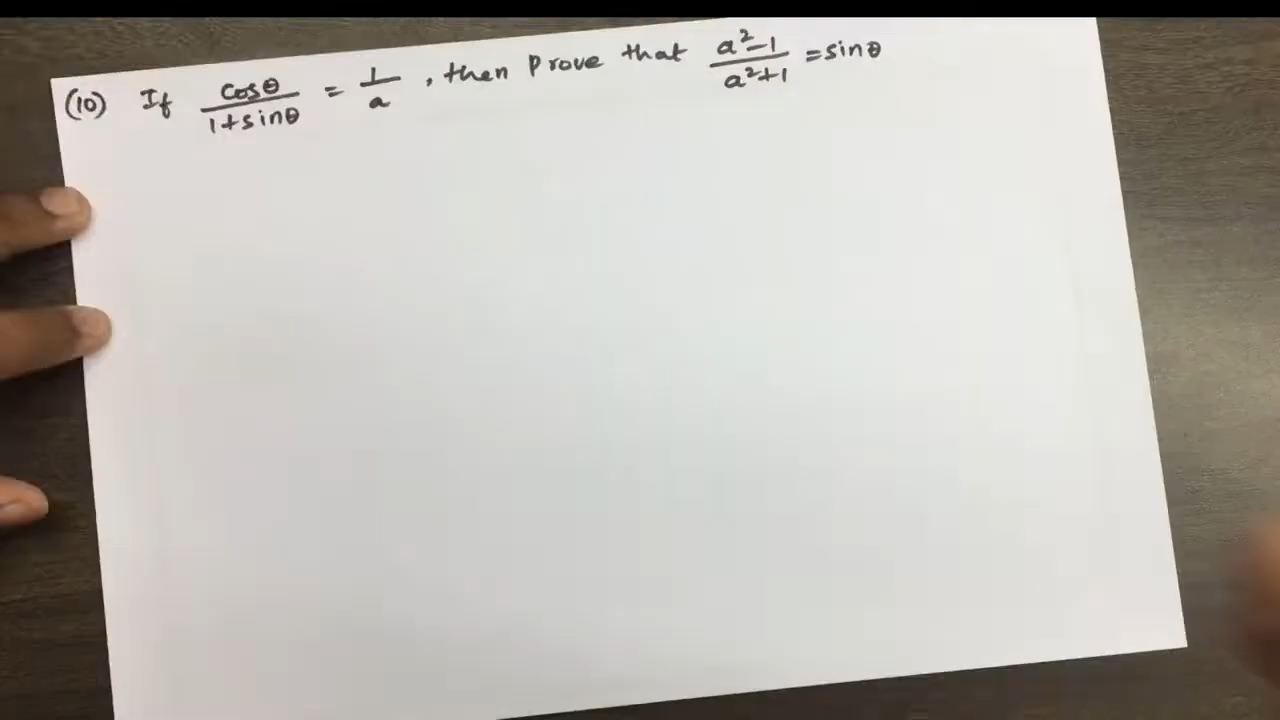 (10) If cosθ/1+sinθ = 1/a, then Prove that a²-1/a²+1 = sinθ